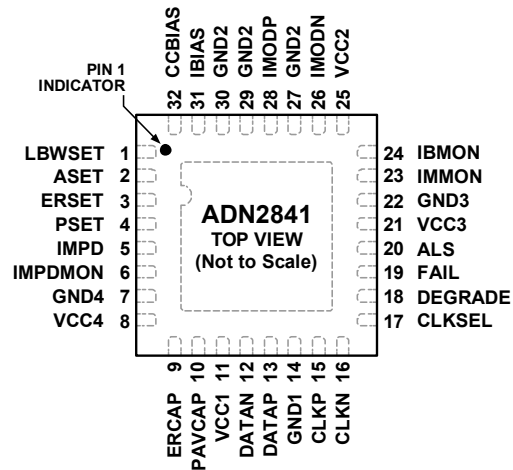 CCBIAS
IBIAS
GND2
GND2
IMODP
GND2
IMODN
VCC2
PIN 1
INDICATOR
32 31 30 29 28 27 26 25
LBWSET 1
ASET 2
ERSET 3
PSET 4
IMPD 5
IMPDMON 6
GND4 7
VCC4 8
ADN2841
TOP VIEW
(Not to Scale)
24 IBMON
23 IMMON
22 GND3
21 VCC3
20 ALS
19 FAIL
18 DEGRADE
17 CLKSEL
9 10 11 12 13 14 15 16
ERCAP
PAVCAP
VCC1
DATAN
DATAP
GND1
CLKP
CLKN